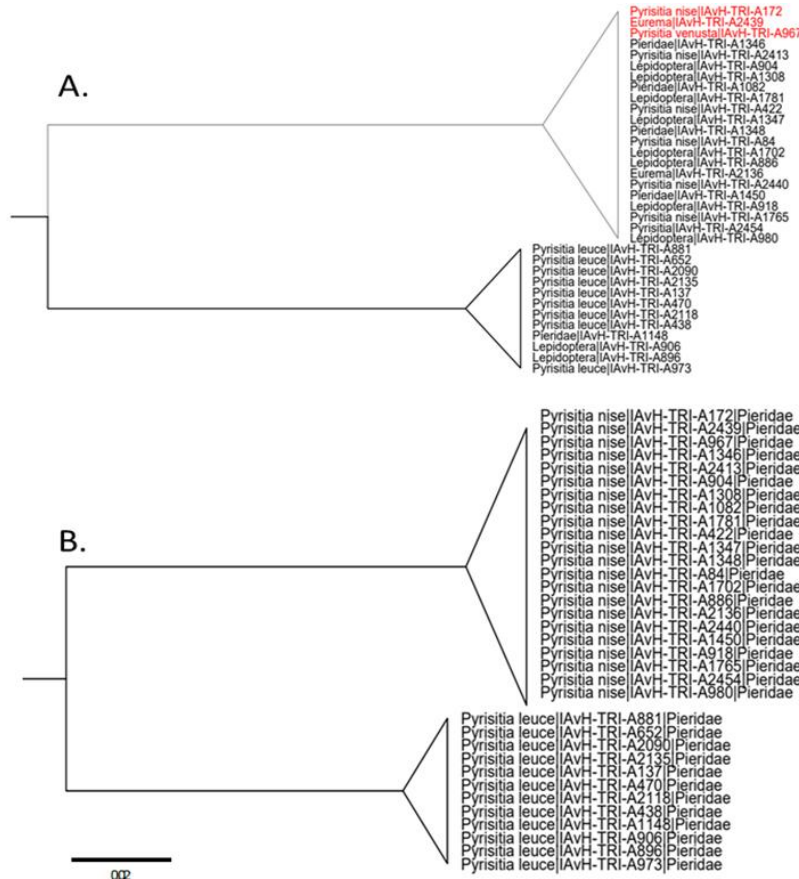 Pyrisitia nise|IAvH-TRI-A172
Eurema|IAvH-TRI-A2439
Pyrisitia venusta|IAvH-TRI-A967
Pieridae|IAvH-TRI-A1346
Pyrisitia nise|IAvH-TRI-A2413
Lepidoptera|IAvH-TRI-A904
Lepidoptera|IAvH-TRI-A1308
Pieridae|IAvH-TRI-A1082
Lepidoptera|IAvH-TRI-A1781
Pyrisitia nise|IAvH-TRI-A422
Lepidoptera|IAvH-TRI-A1347
Pieridae|IAvH-TRI-A1348
Pyrisitia nise|IAvH-TRI-A84
Lepidoptera|IAvH-TRI-A1702
Lepidoptera|IAvH-TRI-A886
Eurema|IAvH-TRI-A2136
Pyrisitia nise|IAvH-TRI-A2440
Pieridae|IAvH-TRI-A1450
Lepidoptera|IAvH-TRI-A918
Pyrisitia nise|IAvH-TRI-A1765
Pyrisitia|IAvH-TRI-A2454
Lepidoptera|IAvH-TRI-A980
A.
Pyrisitia leuce|IAvH-TRI-A881
Pyrisitia leuce|IAvH-TRI-A652
Pyrisitia leuce|IAvH-TRI-A2090
Pyrisitia leuce|IAvH-TRI-A2135
Pyrisitia leuce|IAvH-TRI-A137
Pyrisitia leuce|IAvH-TRI-A470
Pyrisitia leuce|IAvH-TRI-A2118
Pyrisitia leuce|IAvH-TRI-A438
Pieridae|IAvH-TRI-A1148
Lepidoptera|IAvH-TRI-A906
Lepidoptera|IAvH-TRI-A896
Pyrisitia leuce|IAvH-TRI-A973
Pyrisitia nise|IAvH-TRI-A172|Pieridae
Pyrisitia nise|IAvH-TRI-A2439|Pieridae
Pyrisitia nise|IAvH-TRI-A967|Pieridae
Pyrisitia nise|IAvH-TRI-A1346|Pieridae
Pyrisitia nise|IAvH-TRI-A2413|Pieridae
Pyrisitia nise|IAvH-TRI-A904|Pieridae
Pyrisitia nise|IAvH-TRI-A1308|Pieridae
Pyrisitia nise|IAvH-TRI-A1082|Pieridae
Pyrisitia nise|IAvH-TRI-A1781|Pieridae
Pyrisitia nise|IAvH-TRI-A422|Pieridae
Pyrisitia nise|IAvH-TRI-A1347|Pieridae
Pyrisitia nise|IAvH-TRI-A1348|Pieridae
Pyrisitia nise|IAvH-TRI-A84|Pieridae
Pyrisitia nise|IAvH-TRI-A1702|Pieridae
Pyrisitia nise|IAvH-TRI-A886|Pieridae
Pyrisitia nise|IAvH-TRI-A2136|Pieridae
Pyrisitia nise|IAvH-TRI-A2440|Pieridae
Pyrisitia nise|IAvH-TRI-A1450|Pieridae
Pyrisitia nise|IAvH-TRI-A918|Pieridae
Pyrisitia nise|IAvH-TRI-A1765|Pieridae
Pyrisitia nise|IAvH-TRI-A2454|Pieridae
Pyrisitia nise|IAvH-TRI-A980|Pieridae
B.
Pyrisitia leuce|IAvH-TRI-A881|Pieridae
Pyrisitia leuce|IAvH-TRI-A652|Pieridae
Pyrisitia leuce|IAvH-TRI-A2090|Pieridae
Pyrisitia leuce|IAvH-TRI-A2135|Pieridae
Pyrisitia leuce|IAvH-TRI-A137|Pieridae
Pyrisitia leuce|IAvH-TRI-A470|Pieridae
Pyrisitia leuce|IAvH-TRI-A2118|Pieridae
Pyrisitia leuce|IAvH-TRI-A438|Pieridae
Pyrisitia leuce|IAvH-TRI-A1148|Pieridae
Pyrisitia leuce|IAvH-TRI-A906|Pieridae
Pyrisitia leuce|IAvH-TRI-A896|Pieridae
Pyrisitia leuce|IAvH-TRI-A973|Pieridae
0.02